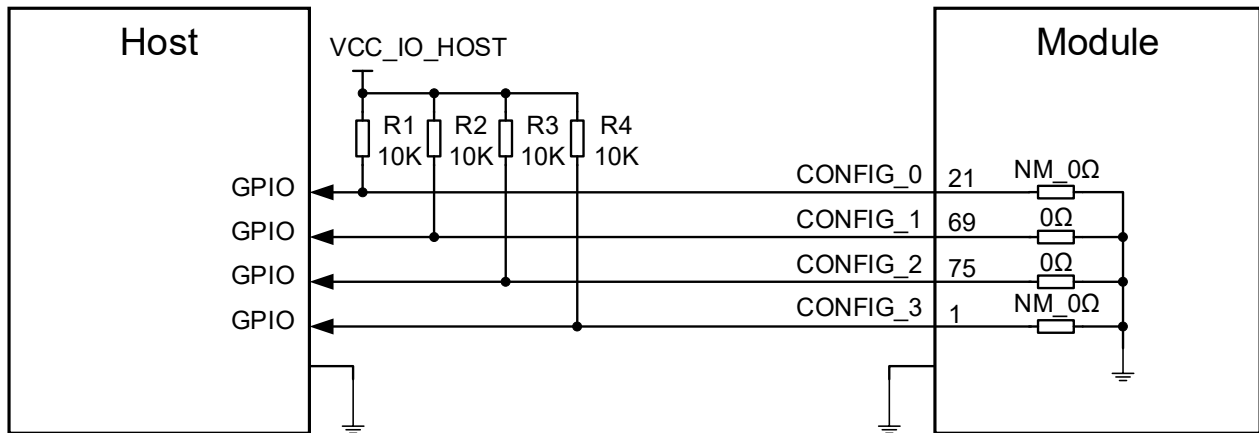 Host
Module
VCC_IO_HOST
R1 R2 R3 R4
10K 10K 10K 10K
GPIO CONFIG_0 21 NM_0Ω
GPIO CONFIG_1 69 0Ω
GPIO CONFIG_2 75 0Ω
GPIO CONFIG_3 1 NM_0Ω